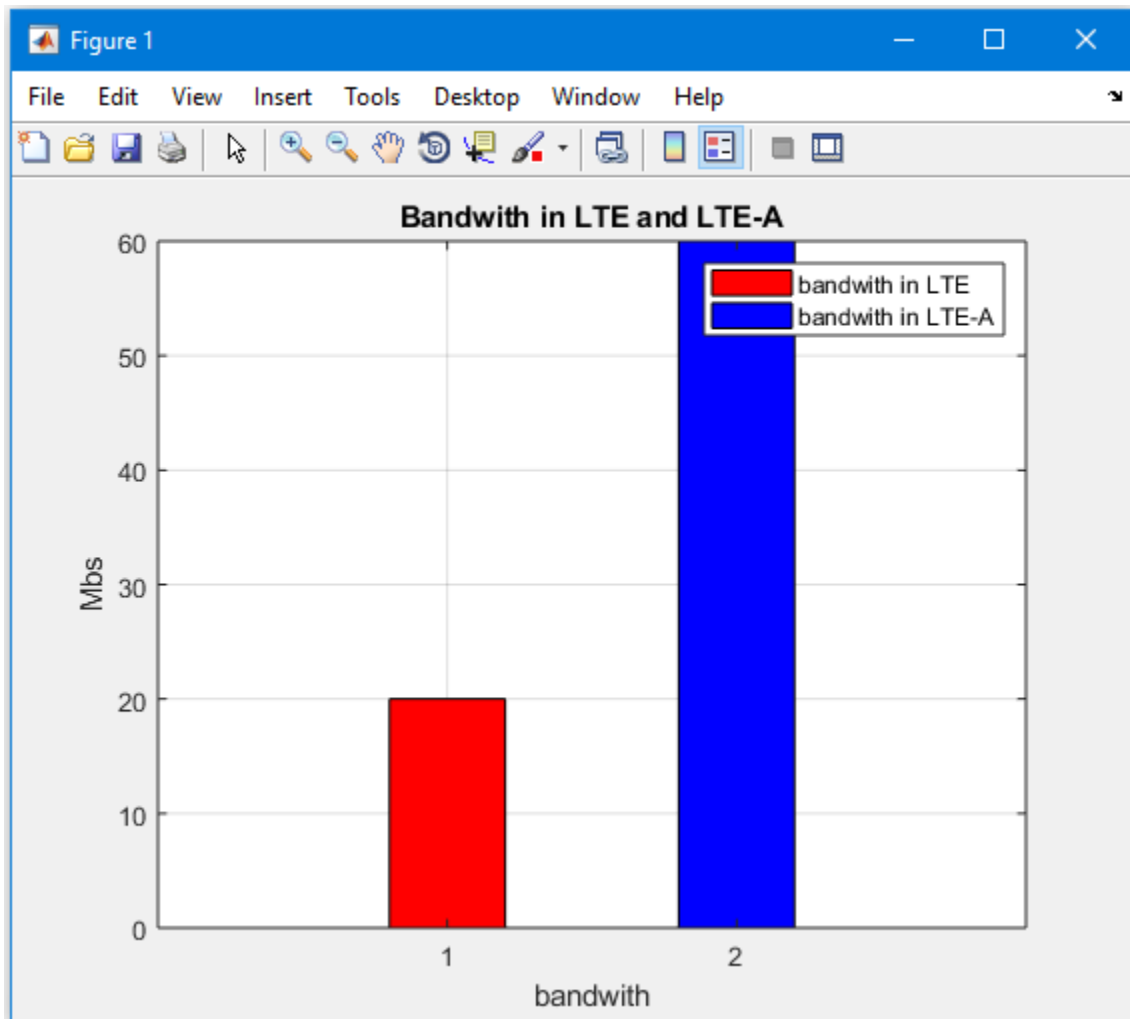 Figure 1
File Edit View Insert Tools Desktop Window Help
Bandwith in LTE and LTE-A
60
bandwith in LTE
bandwith in LTE-A
50
40
Mbs
30
20
10
0
1 2
bandwith